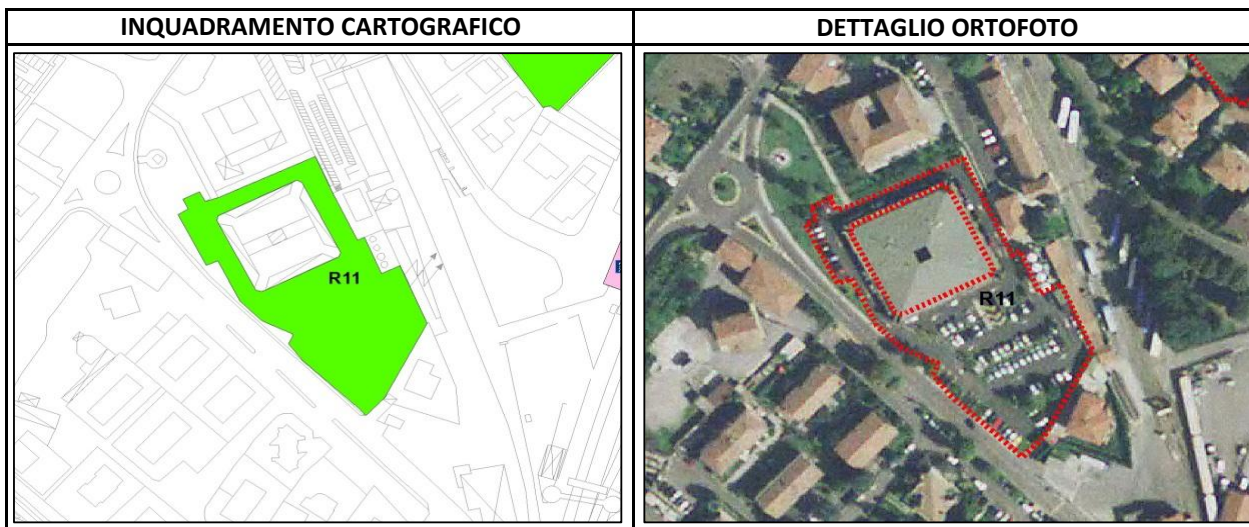 INQUADRAMENTO CARTOGRAFICO
DETTAGLIO ORTOFOTO
R11
R11